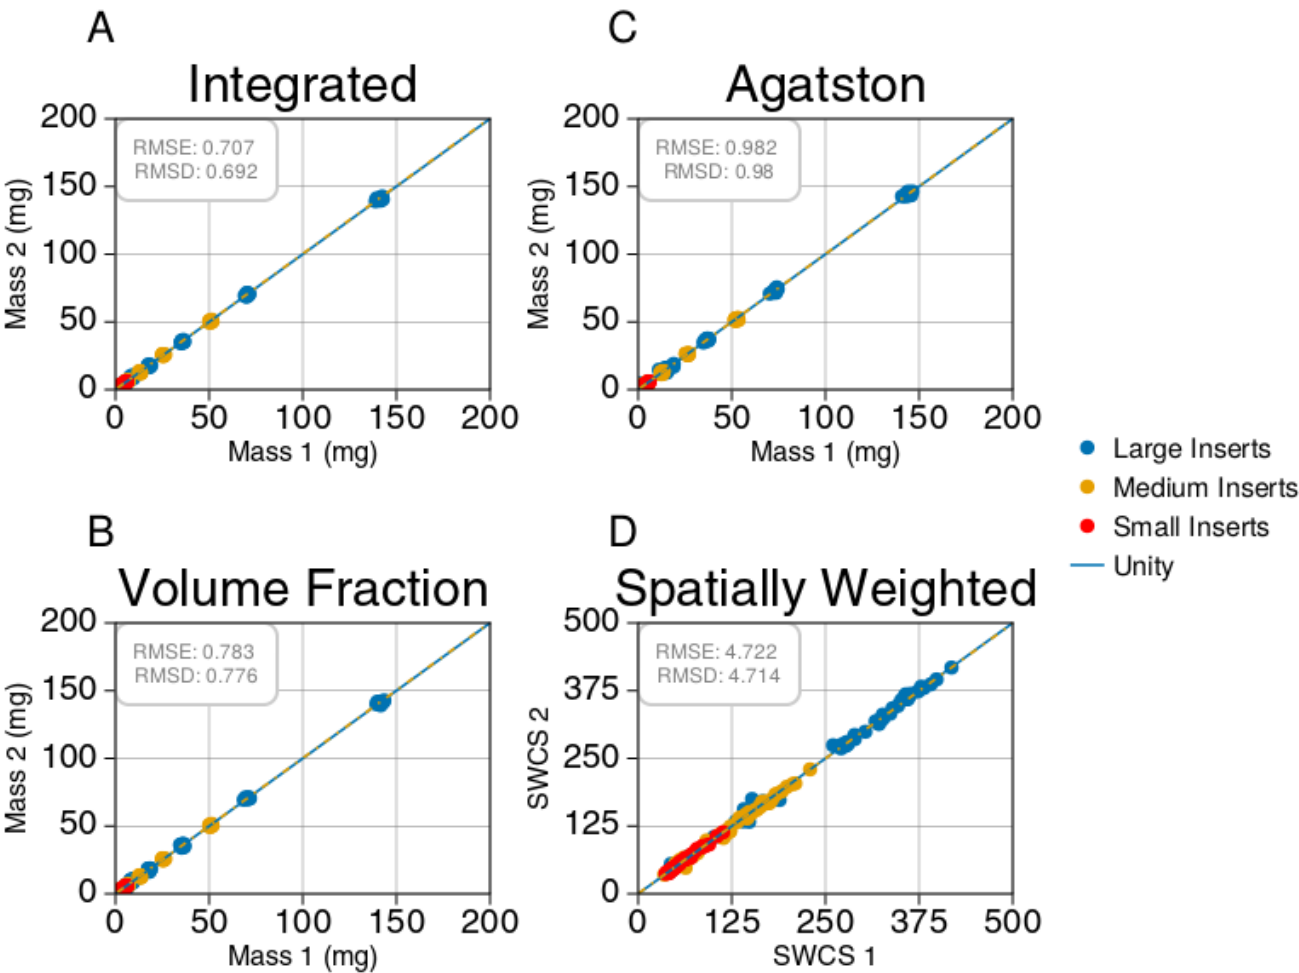 A
Integrated
RMSE: 0.707
RMSD: 0.692
200
150
100
50
0
0 50 100 150 200
Mass 2 (mg)
Mass 1 (mg)
C
Agatston
RMSE: 0.982
RMSD: 0.98
200
150
100
50
0
0 50 100 150 200
Mass 2 (mg)
Mass 1 (mg)
B
Volume Fraction
RMSE: 0.783
RMSD: 0.776
200
150
100
50
0
0 50 100 150 200
Mass 2 (mg)
Mass 1 (mg)
D
Spatially Weighted
RMSE: 4.722
RMSD: 4.714
500
375
250
125
0
0 125 250 375 500
SWCS 2
SWCS 1
Large Inserts
Medium Inserts
Small Inserts
Unity